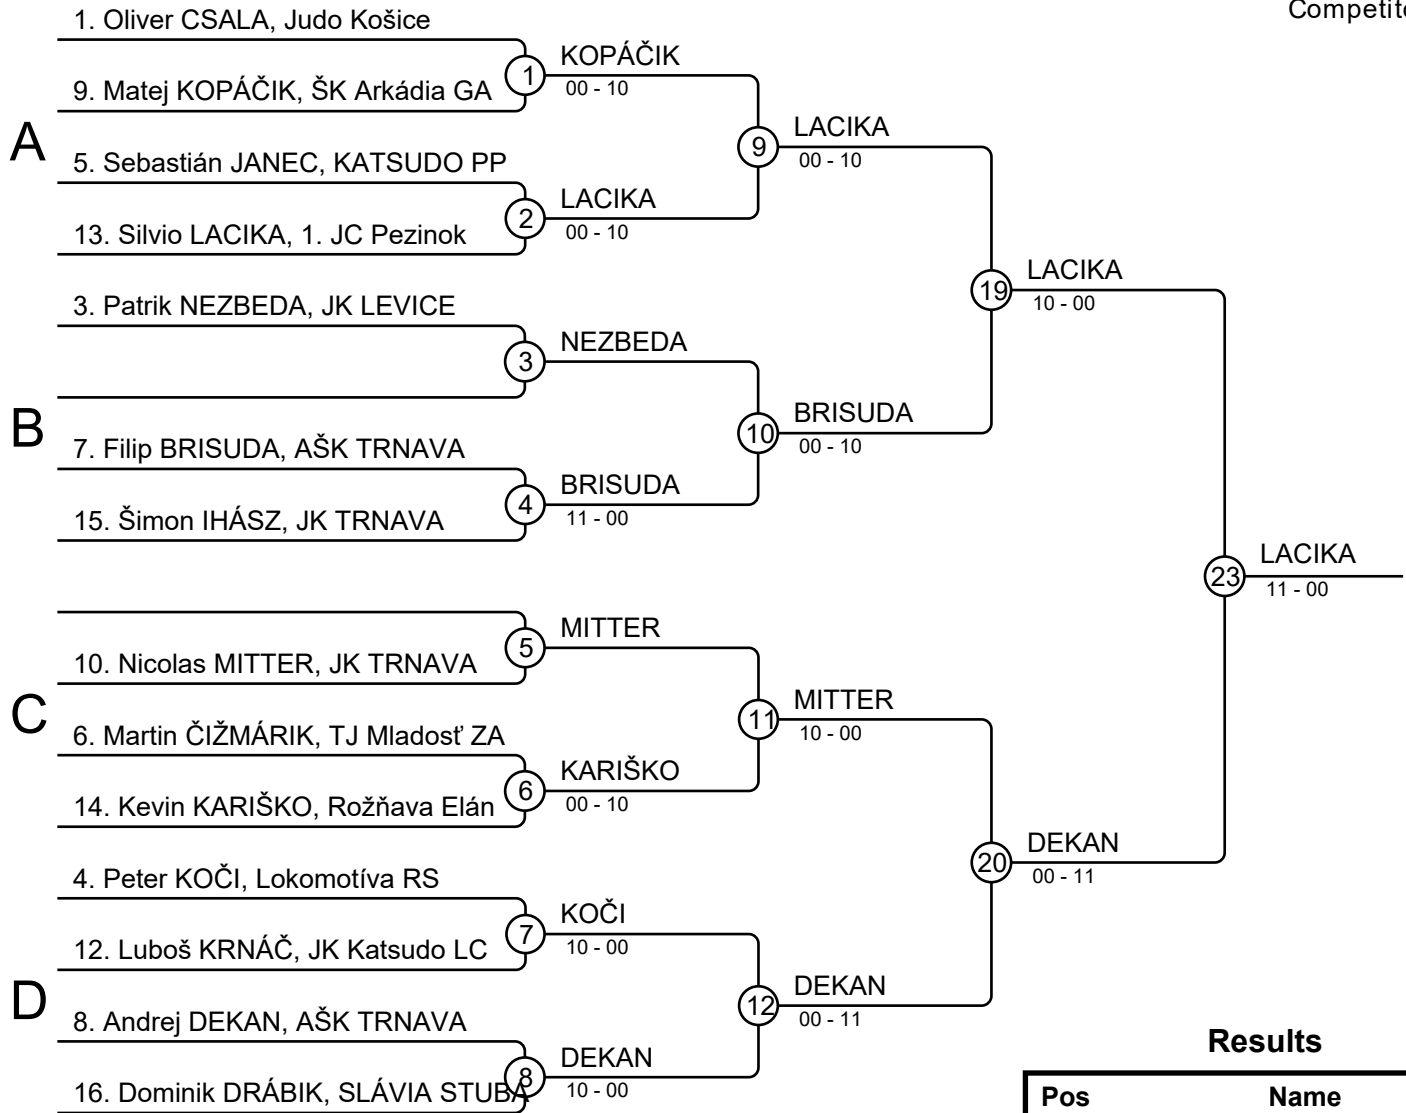 Competito
1. Oliver CSALA, Judo Košice
1
KOPÁČIK
00 - 10
9. Matej KOPÁČIK, ŠK Arkádia GA
A
9
LACIKA
00 - 10
5. Sebastián JANEC, KATSUDO PP
2
LACIKA
00 - 10
13. Silvio LACIKA, 1. JC Pezinok
19
LACIKA
10 - 00
3. Patrik NEZBEDA, JK LEVICE
3
NEZBEDA
B
10
BRISUDA
00 - 10
7. Filip BRISUDA, AŠK TRNAVA
4
BRISUDA
11 - 00
15. Šimon IHÁSZ, JK TRNAVA
23
LACIKA
11 - 00
5
MITTER
10. Nicolas MITTER, JK TRNAVA
C
11
MITTER
10 - 00
6. Martin ČIŽMÁRIK, TJ Mladosť ZA
6
KARIŠKO
00 - 10
14. Kevin KARIŠKO, Rožňava Elán
20
DEKAN
00 - 11
4. Peter KOČI, Lokomotíva RS
7
KOČI
10 - 00
12. Luboš KRNÁČ, JK Katsudo LC
D
12
DEKAN
00 - 11
8. Andrej DEKAN, AŠK TRNAVA
8
DEKAN
10 - 00
16. Dominik DRÁBIK, SLÁVIA STUBA
Results
Pos Name